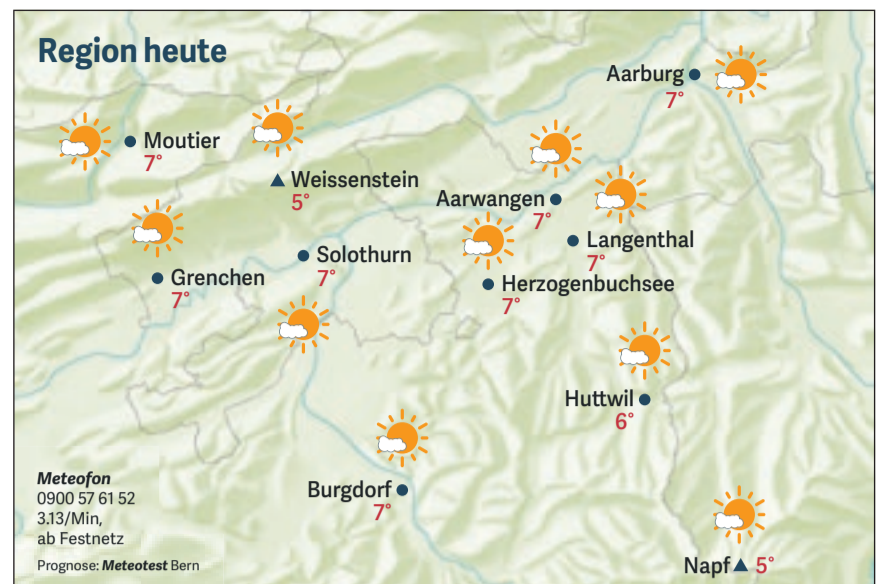 Region heute
Aarburg
7°
Moutier
7°
Weissenstein
5°
Aarwangen
7°
Langenthal
7°
Solothurn
7°
Grenchen
7°
Herzogenbuchsee
7°
Huttwil
6°
Burgdorf
7°
Napf 5°
Meteofon
0900 57 61 52
3.13/Min,
ab Festnetz
Prognose: Meteotest Bern